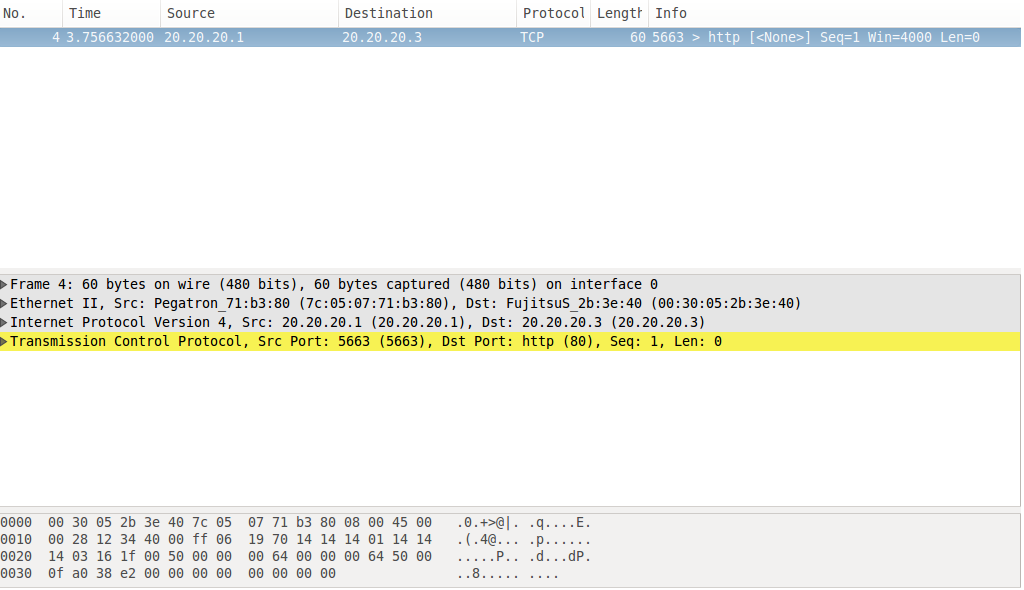 No. Time Source Destination Protocol Length Info
4 3.756632000 20.20.20.1 20.20.20.3 TCP 60 5663 > http [<None>] Seq=1 Win=4000 Len=0
Frame 4: 60 bytes on wire (480 bits), 60 bytes captured (480 bits) on interface 0
Ethernet II, Src: Pegatron_71:b3:80 (7c:05:07:71:b3:80), Dst: FujitsuS_2b:3e:40 (00:30:05:2b:3e:40)
Internet Protocol Version 4, Src: 20.20.20.1 (20.20.20.1), Dst: 20.20.20.3 (20.20.20.3)
Transmission Control Protocol, Src Port: 5663 (5663), Dst Port: http (80), Seq: 1, Len: 0
0000 00 30 05 2b 3e 40 7c 05 07 71 b3 80 08 00 45 00 .0.+>@|. .q....E.
0010 00 28 12 34 40 00 ff 06 19 70 14 14 14 01 14 14 .(.4@... .p......
0020 14 03 16 1f 00 50 00 00 00 64 00 00 00 64 50 00 .....P.. .d...dP.
0030 0f a0 38 e2 00 00 00 00 00 00 00 00 ..8..... ....